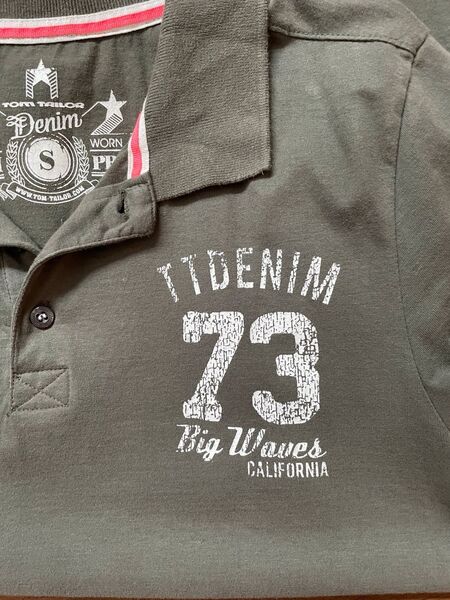 TOM TAILOR
Denim
WORN
S
WWW.TOM-TAILOR.COM
TTDENIM
73
Big Waves
CALIFORNIA